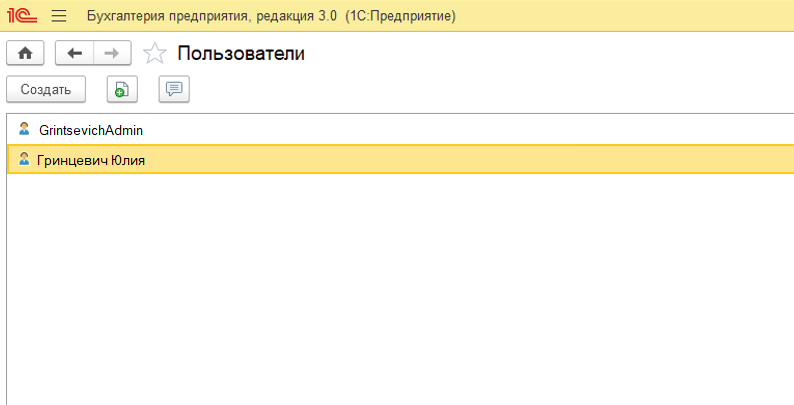 1С Бухгалтерия предприятия, редакция 3.0 (1С:Предприятие)
Пользователи
Создать
GrintsevichAdmin
Гринцевич Юлия